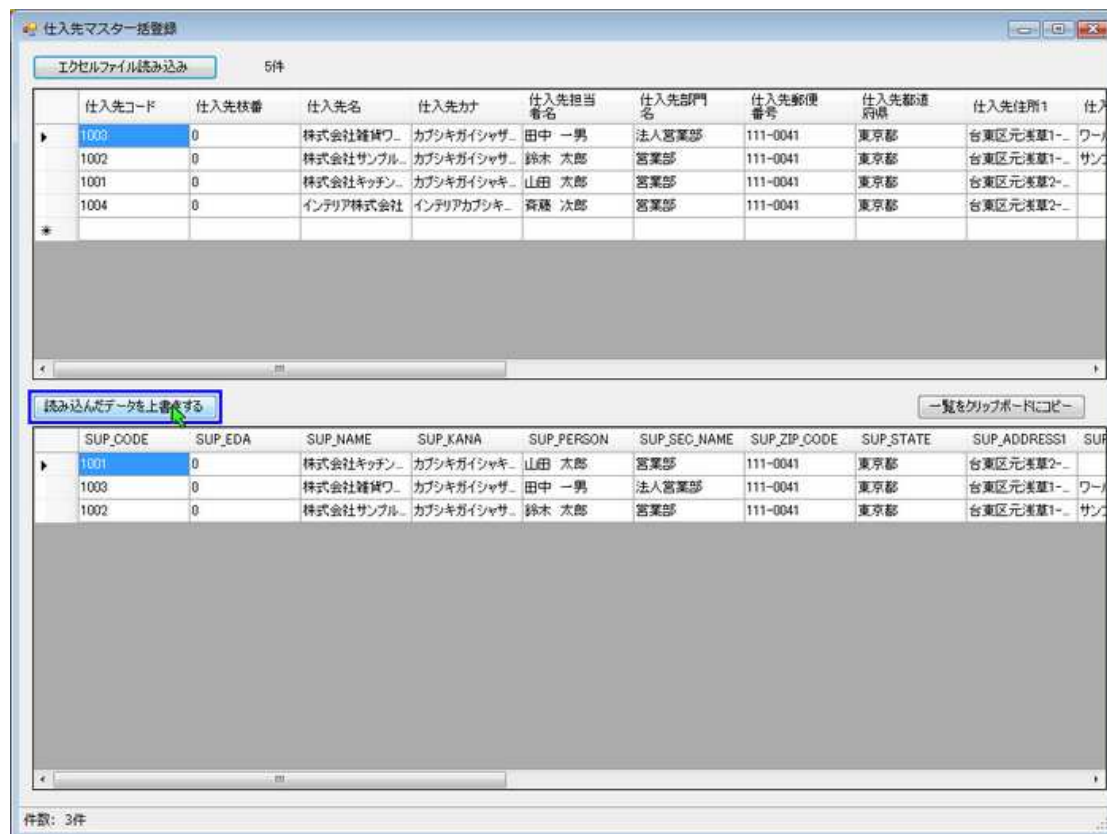 仕入先マスター括登録
エクセルファイル読み込み 5件
仕入先コード 仕入先枝番 仕入先名 仕入先カナ 仕入先担当者名 仕入先部門名 仕入先郵便番号 仕入先都道府県 仕入先住所1 仕入
1003 0 株式会社雑貨ワ... カブシキガイシャザ... 田中 一男 法人営業部 111-0041 東京都 台東区元浅草1-... ワール
1002 0 株式会社サンプル... カブシキガイシャサ... 鈴木 太郎 営業部 111-0041 東京都 台東区元浅草1-... サンプ
1001 0 株式会社キッチン... カブシキガイシャキ... 山田 太郎 営業部 111-0041 東京都 台東区元浅草2-...
1004 0 インテリア株式会社 インテリアカブシキ... 斉藤 次郎 営業部 111-0041 東京都 台東区元浅草2-...
読み込んだデータを上書きする 一覧をクリップボードにコピー
SUP_CODE SUP_EDA SUP_NAME SUP_KANA SUP_PERSON SUP_SEC_NAME SUP_ZIP_CODE SUP_STATE SUP_ADDRESS1 SUP
1001 0 株式会社キッチン... カブシキガイシャキ... 山田 太郎 営業部 111-0041 東京都 台東区元浅草2-...
1003 0 株式会社雑貨ワ... カブシキガイシャザ... 田中 一男 法人営業部 111-0041 東京都 台東区元浅草1-... ワール
1002 0 株式会社サンプル... カブシキガイシャサ... 鈴木 太郎 営業部 111-0041 東京都 台東区元浅草1-... サンプ
件数: 3件